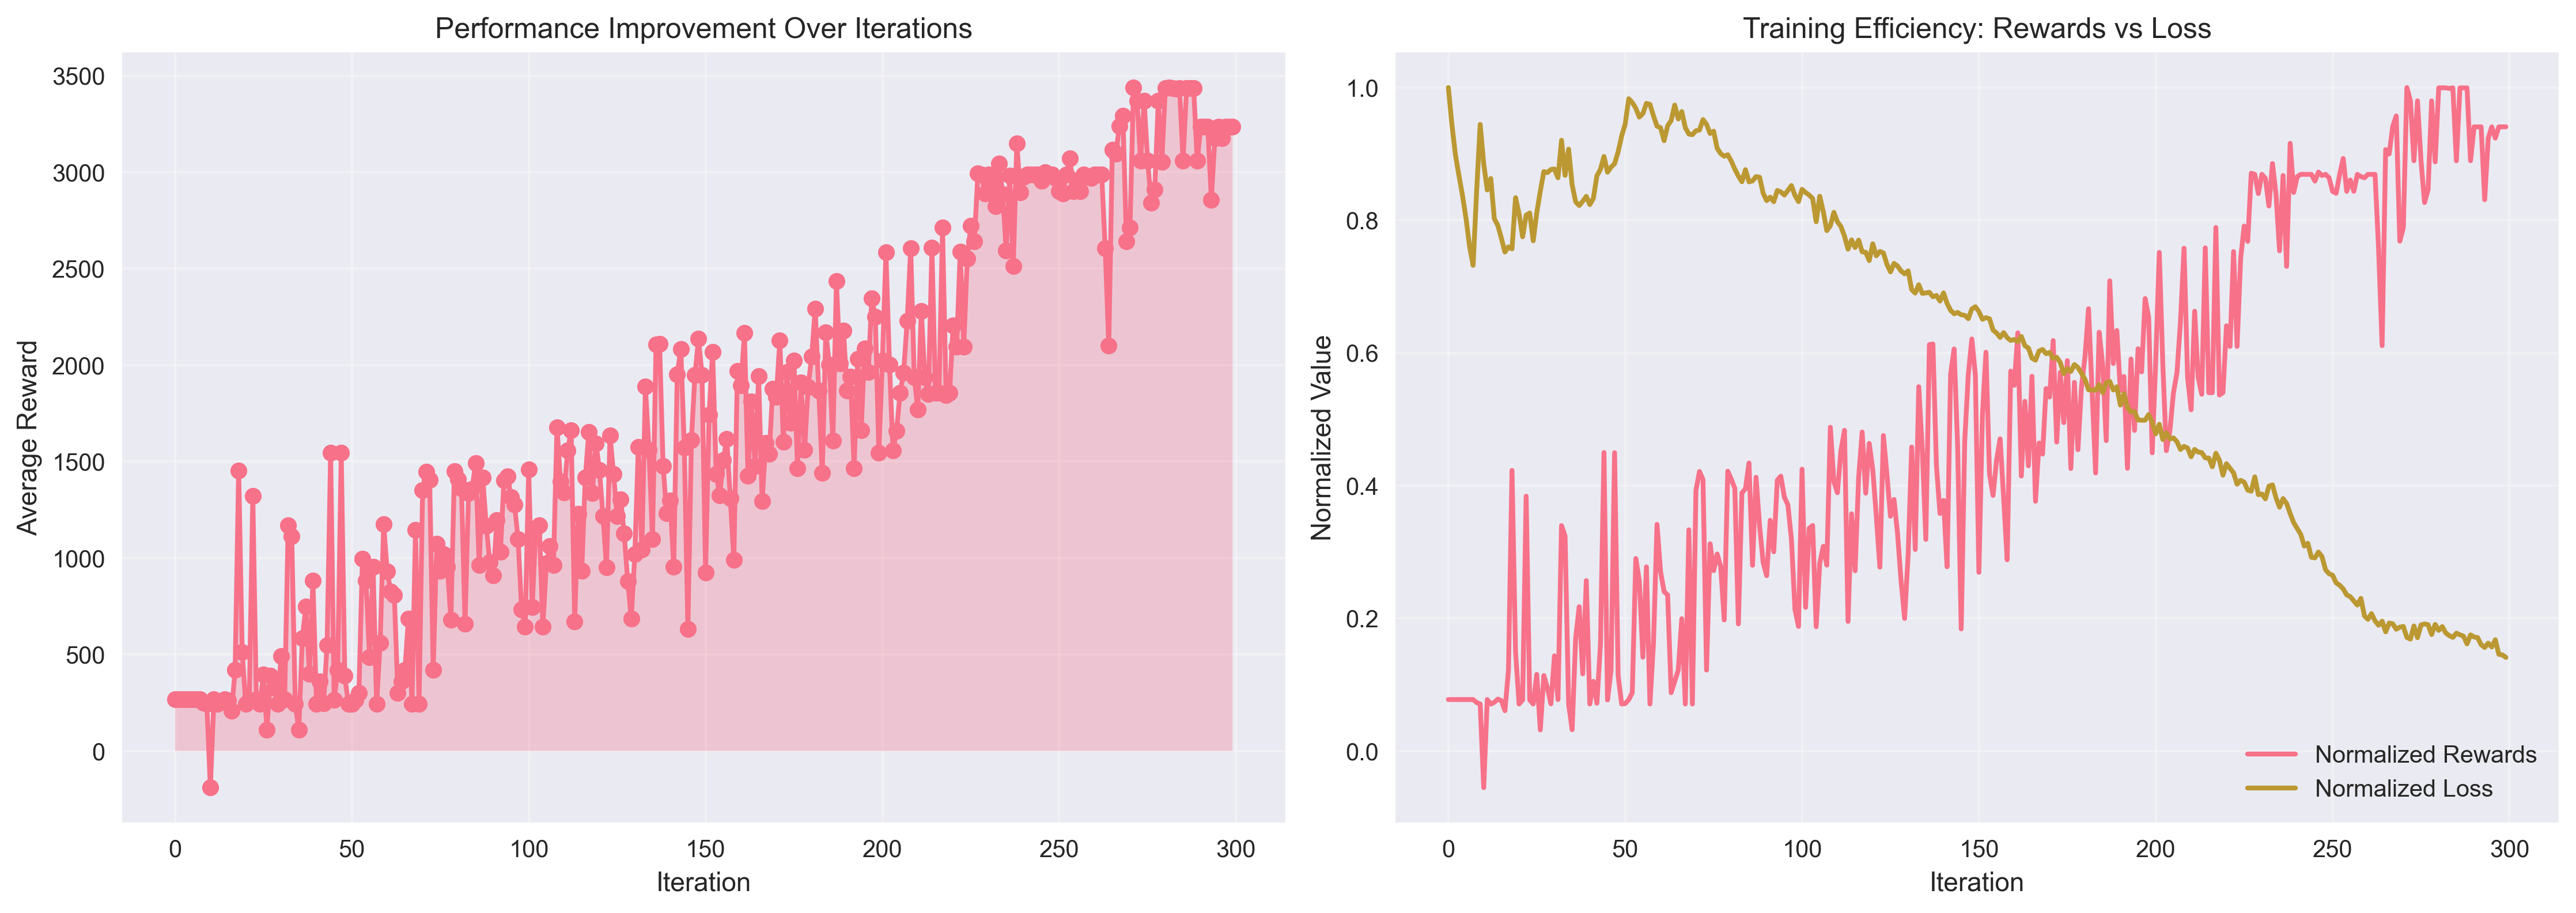 Performance Improvement Over Iterations
Average Reward
3500
3000
2500
2000
1500
1000
500
0
0 50 100 150 200 250 300
Iteration
Training Efficiency: Rewards vs Loss
Normalized Value
1.0
0.8
0.6
0.4
0.2
0.0
Normalized Rewards
Normalized Loss
0 50 100 150 200 250 300
Iteration